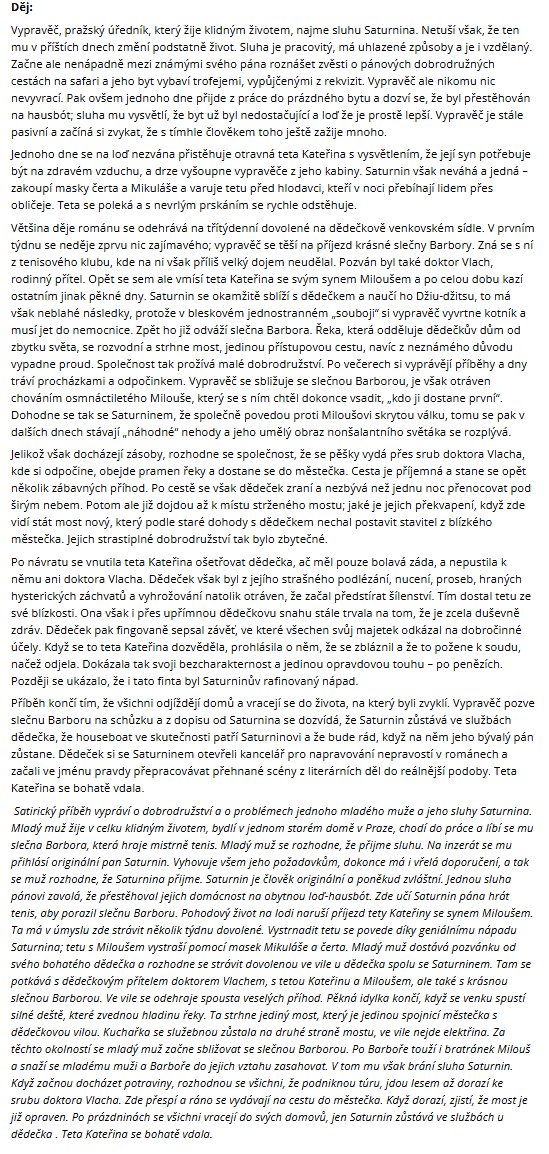 Děj:
Vypravěč, pražský úředník, který žije klidným životem, najme sluhu Saturnina. Netuší však, že ten
mu v příštích dnech změní podstatně život. Sluha je pracovitý, má uhlazené způsoby a je i vzdělaný.
Začne ale nenápadně mezi známými svého pána roznášet zvěsti o pánových dobrodružných
cestách na safari a jeho byt vybaví trofejemi, vypůjčenými z rekvizit. Vypravěč ale nikomu nic
nevyvrací. Pak ovšem jednoho dne přijde z práce do prázdného bytu a dozví se, že byl přestěhován
na hausbót; sluha mu vysvětlí, že byt už byl nedostačující a loď že je prostě lepší. Vypravěč je stále
pasivní a začíná si zvykat, že s tímhle člověkem toho ještě zažije mnoho.
Jednoho dne se na loď nezvána přistěhuje otravná teta Kateřina s vysvětlením, že její syn potřebuje
být na zdravém vzduchu, a drze vyšoupne vypravěče z jeho kabiny. Saturnin však neváhá a jedná –
zakoupí masky čerta a Mikuláše a varuje tetu před hlodavci, kteří v noci přebíhají lidem přes
obličeje. Teta se poleká a s nevrlým prskáním se rychle odstěhuje.
Většina děje románu se odehrává na třítýdenní dovolené na dědečkově venkovském sídle. V prvním
týdnu se neděje zprvu nic zajímavého; vypravěč se těší na příjezd krásné slečny Barbory. Zná se s ní
z tenisového klubu, kde na ni však příliš velký dojem neudělal. Pozván byl také doktor Vlach,
rodinný přítel. Opět se sem ale vmísí teta Kateřina se svým synem Miloušem a po celou dobu kazí
ostatním jinak pěkné dny. Saturnin se okamžitě sblíží s dědečkem a naučí ho Džiu-džitsu, to má
však neblahé následky, protože v bleskovém jednostranném „souboji“ si vypravěč vyvrtne kotník a
musí jet do nemocnice. Zpět ho již odváží slečna Barbora. Řeka, která odděluje dědečkův dům od
zbytku světa, se rozvodní a strhne most, jedinou přístupovou cestu, navíc z neznámého důvodu
vypadne proud. Společnost tak prožívá malé dobrodružství. Po večerech si vyprávějí příběhy a dny
tráví procházkami a odpočinkem. Vypravěč se sbližuje se slečnou Barborou, je však otráven
chováním osmnáctiletého Milouše, který se s ním chtěl dokonce vsadit, „kdo ji dostane první“.
Dohodne se tak se Saturninem, že společně povedou proti Miloušovi skrytou válku, tomu se pak v
dalších dnech stávají „náhodné“ nehody a jeho umělý obraz nonšalantního světáka se rozplývá.
Jelikož však docházejí zásoby, rozhodne se společnost, že se pěšky vydá přes srub doktora Vlacha,
kde si odpočine, obejde pramen řeky a dostane se do městečka. Cesta je příjemná a stane se opět
několik zábavných příhod. Po cestě se však dědeček zraní a nezbývá než jednu noc přenocovat pod
širým nebem. Potom ale již dojdou až k místu strženého mostu; jaké je jejich překvapení, když zde
vidí stát most nový, který podle staré dohody s dědečkem nechal postavit stavitel z blízkého
městečka. Jejich strastiplné dobrodružství tak bylo zbytečné.
Po návratu se vnutila teta Kateřina ošetřovat dědečka, ač měl pouze bolavá záda, a nepustila k
němu ani doktora Vlacha. Dědeček však byl z jejího strašného podlézání, nucení, proseb, hraných
hysterických záchvatů a vyhrožování natolik otráven, že začal předstírat šílenství. Tím dostal tetu ze
své blízkosti. Ona však i přes upřímnou dědečkovu snahu stále trvala na tom, že je zcela duševně
zdráv. Dědeček pak fingovaně sepsal závěť, ve které všechen svůj majetek odkázal na dobročinné
účely. Když se to teta Kateřina dozvěděla, prohlásila o něm, že se zbláznil a že to požene k soudu,
načež odjela. Dokázala tak svoji bezcharakternost a jedinou opravdovou touhu – po penězích.
Později se ukázalo, že i tato finta byl Saturninův rafinovaný nápad.
Příběh končí tím, že všichni odjíždějí domů a vracejí se do života, na který byli zvyklí. Vypravěč pozve
slečnu Barboru na schůzku a z dopisu od Saturnina se dozvídá, že Saturnin zůstává ve službách
dědečka, že houseboat ve skutečnosti patří Saturninovi a že bude rád, když na něm jeho bývalý pán
zůstane. Dědeček si se Saturninem otevřeli kancelář pro napravování nepravostí v románech a
začali ve jménu pravdy přepracovávat přehnané scény z literárních děl do reálnější podoby. Teta
Kateřina se bohatě vdala.
Satirický příběh vypráví o dobrodružství a o problémech jednoho mladého muže a jeho sluhy Saturnina.
Mladý muž žije v celku klidným životem, bydlí v jednom starém domě v Praze, chodí do práce a líbí se mu
slečna Barbora, která hraje mistrně tenis. Mladý muž se rozhodne, že přijme sluhu. Na inzerát se mu
přihlásí originální pan Saturnin. Vyhovuje všem jeho požadavkům, dokonce má i vřelá doporučení, a tak
se muž rozhodne, že Saturnina přijme. Saturnin je člověk originální a poněkud zvláštní. Jednou sluha
pánovi zavolá, že přestěhoval jejich domácnost na obytnou loď-hausbót. Zde učí Saturnin pána hrát
tenis, aby porazil slečnu Barboru. Pohodový život na lodi naruší příjezd tety Kateřiny se synem Miloušem.
Ta má v úmyslu zde strávit několik týdnu dovolené. Vystrnadit tetu se povede díky geniálnímu nápadu
Saturnina; tetu s Miloušem vystraší pomocí masek Mikuláše a čerta. Mladý muž dostává pozvánku od
svého bohatého dědečka a rozhodne se strávit dovolenou ve vile u dědečka spolu se Saturninem. Tam se
potkává s dědečkovým přítelem doktorem Vlachem, s tetou Kateřinu a Miloušem, ale také s krásnou
slečnou Barborou. Ve vile se odehraje spousta veselých příhod. Pěkná idylka končí, když se venku spustí
silné deště, které zvednou hladinu řeky. Ta strhne jediný most, který je jedinou spojnicí městečka s
dědečkovou vilou. Kuchařka se služebnou zůstala na druhé straně mostu, ve vile nejde elektřina. Za
těchto okolností se mladý muž začne sbližovat se slečnou Barborou. Po Barboře touží i bratránek Milouš
a snaží se mladému muži a Barboře do jejich vztahu zasahovat. V tom mu však brání sluha Saturnin.
Když začnou docházet potraviny, rozhodnou se všichni, že podniknou túru, jdou lesem až dorazí ke
srubu doktora Vlacha. Zde přespí a ráno se vydávají na cestu do městečka. Když dorazí, zjistí, že most je
již opraven. Po prázdninách se všichni vracejí do svých domovů, jen Saturnin zůstává ve službách u
dědečka . Teta Kateřina se bohatě vdala.